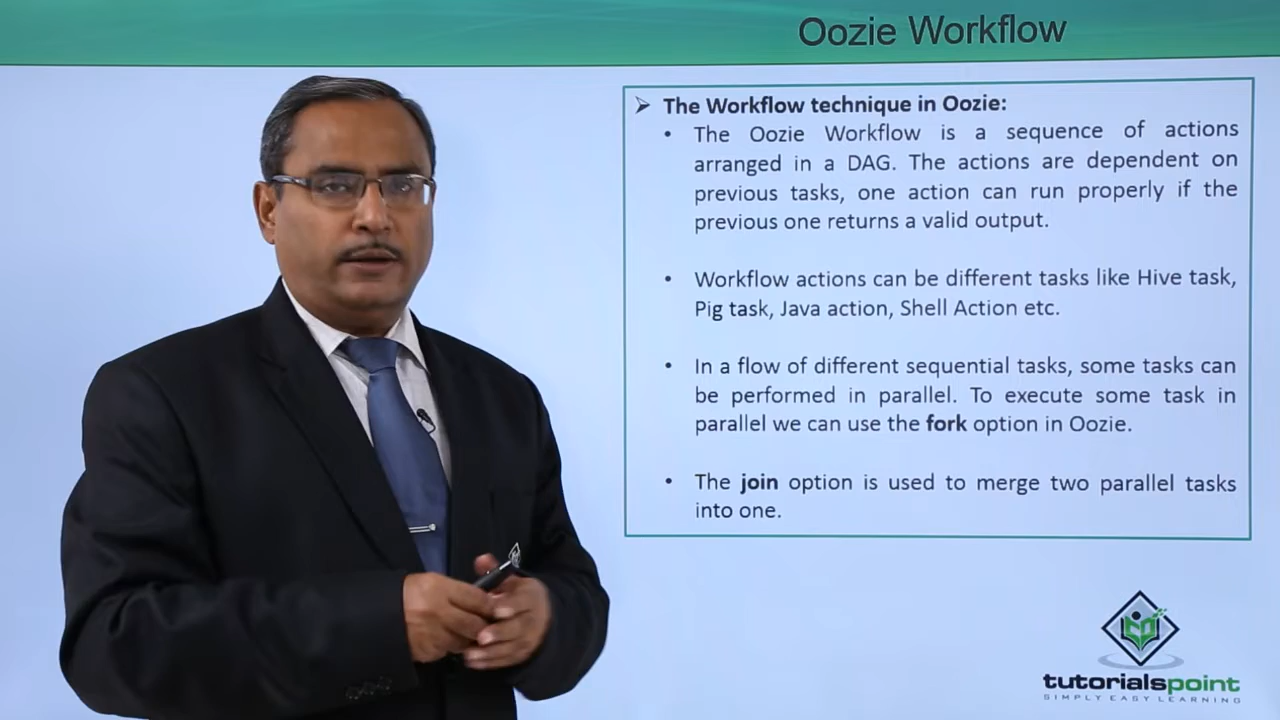 Oozie Workflow
➢ The Workflow technique in Oozie:
• The Oozie Workflow is a sequence of actions
arranged in a DAG. The actions are dependent on
previous tasks, one action can run properly if the
previous one returns a valid output.
• Workflow actions can be different tasks like Hive task,
Pig task, Java action, Shell Action etc.
• In a flow of different sequential tasks, some tasks can
be performed in parallel. To execute some task in
parallel we can use the fork option in Oozie.
• The join option is used to merge two parallel tasks
into one.
tutorialspoint
SIMPLY EASY LEARNING